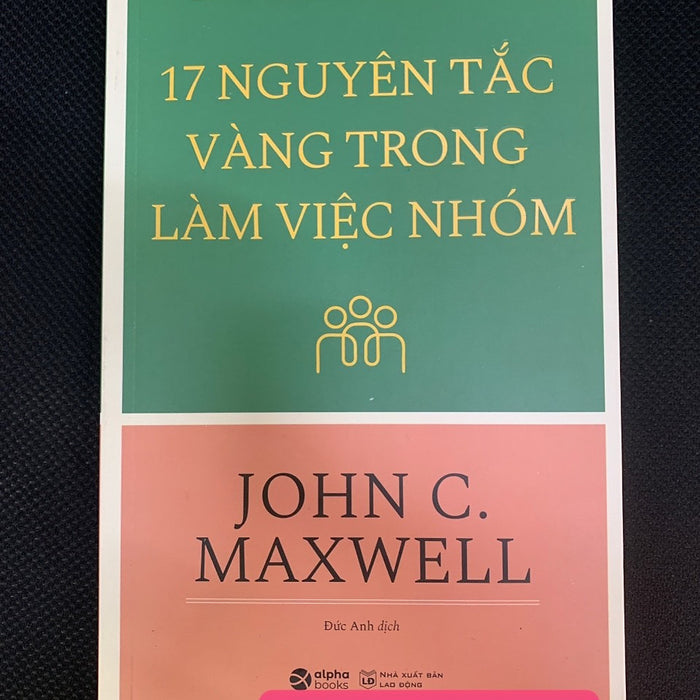 17 NGUYÊN TẮC
VÀNG TRONG
LÀM VIỆC NHÓM
JOHN C.
MAXWELL
Đức Anh dịch
alpha
books
LĐ
NHÀ XUẤT BẢN
LAO ĐỘNG